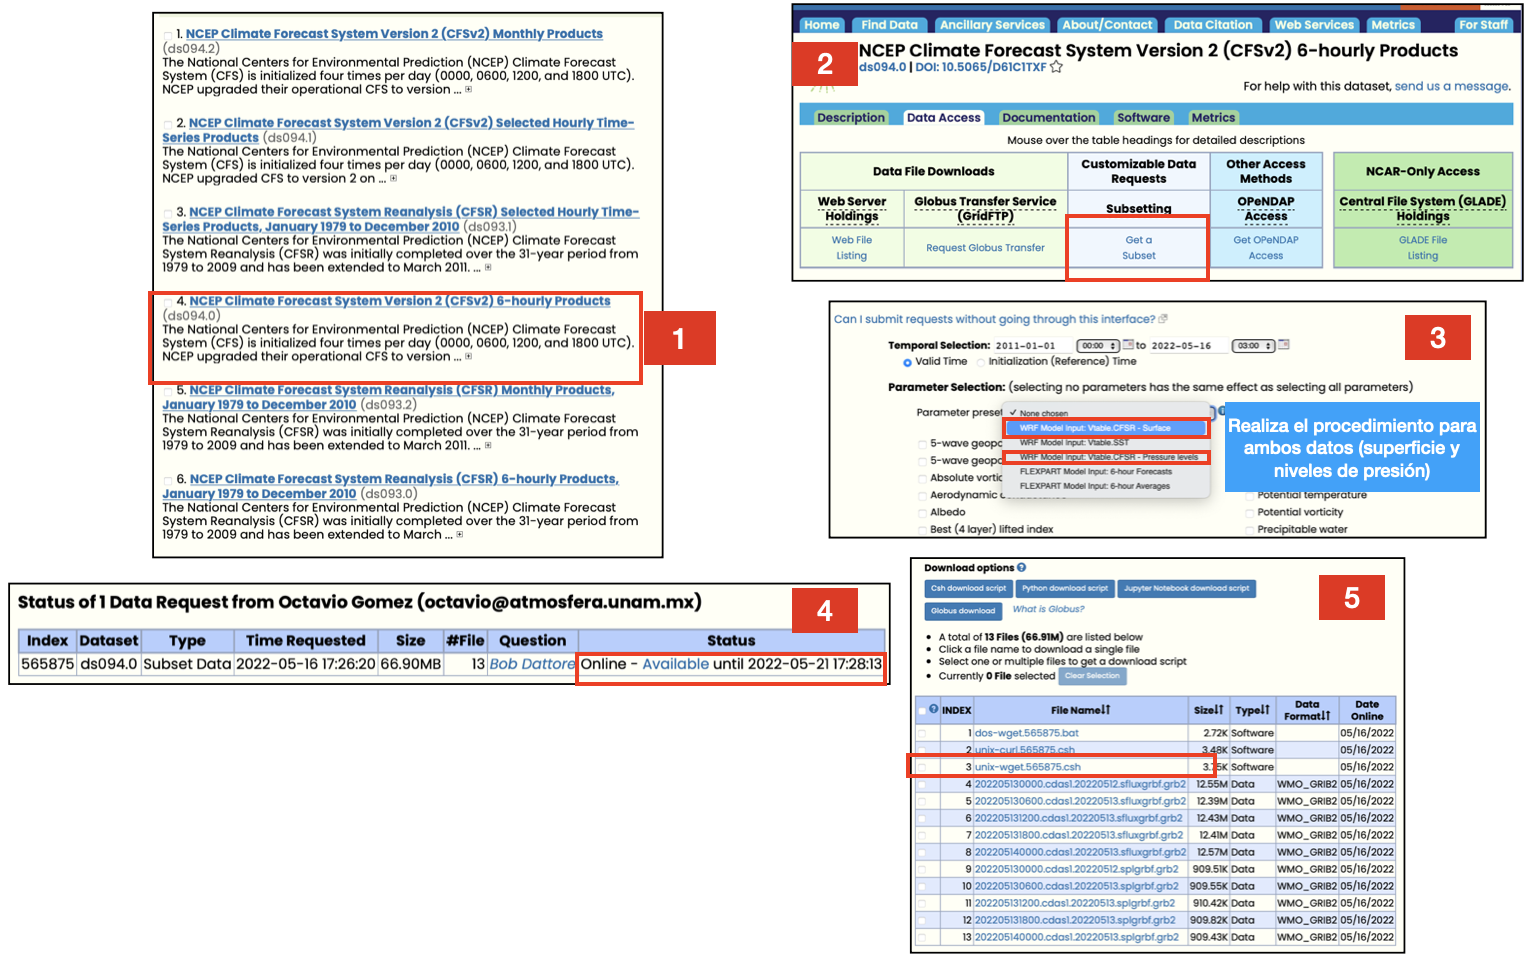 1. NCEP Climate Forecast System Version 2 (CFSv2) Monthly Products
(ds094.2)
The National Centers for Environmental Prediction (NCEP) Climate Forecast
System (CFS) is initialized four times per day (0000, 0600, 1200, and 1800 UTC).
NCEP upgraded their operational CFS to version ...
2. NCEP Climate Forecast System Version 2 (CFSv2) Selected Hourly Time-
Series Products (ds094.1)
The National Centers for Environmental Prediction (NCEP) Climate Forecast
System (CFS) is initialized four times per day (0000, 0600, 1200, and 1800 UTC).
NCEP upgraded CFS to version 2 on ...
3. NCEP Climate Forecast System Reanalysis (CFSR) Selected Hourly Time-
Series Products, January 1979 to December 2010 (ds093.1)
The National Centers for Environmental Prediction (NCEP) Climate Forecast
System Reanalysis (CFSR) was initially completed over the 31-year period from
1979 to 2009 and has been extended to March 2011. ...
4. NCEP Climate Forecast System Version 2 (CFSv2) 6-hourly Products
(ds094.0)
The National Centers for Environmental Prediction (NCEP) Climate Forecast
System (CFS) is initialized four times per day (0000, 0600, 1200, and 1800 UTC).
NCEP upgraded their operational CFS to version ...
1
5. NCEP Climate Forecast System Reanalysis (CFSR) Monthly Products,
January 1979 to December 2010 (ds093.2)
The National Centers for Environmental Prediction (NCEP) Climate Forecast
System Reanalysis (CFSR) was initially completed over the 31-year period from
1979 to 2009 and has been extended to March 2011. ...
6. NCEP Climate Forecast System Reanalysis (CFSR) 6-hourly Products,
January 1979 to December 2010 (ds093.0)
The National Centers for Environmental Prediction (NCEP) Climate Forecast
System Reanalysis (CFSR) was initially completed over the 31-year period from
1979 to 2009 and has been extended to March ...
Home Find Data Ancillary Services About/Contact Data Citation Web Services Metrics For Staff
2
NCEP Climate Forecast System Version 2 (CFSv2) 6-hourly Products
ds094.0 | DOI: 10.5065/D61C1TXF
For help with this dataset, send us a message.
Description Data Access Documentation Software Metrics
Mouse over the table headings for detailed descriptions
Data File Downloads Customizable Data Requests Other Access Methods NCAR-Only Access
Web Server Holdings Globus Transfer Service (GridFTP) Subsetting OPeNDAP Access Central File System (GLADE) Holdings
Web File Listing Request Globus Transfer Get a Subset Get OPeNDAP Access GLADE File Listing
3
Can I submit requests without going through this interface?
Temporal Selection: 2011-01-01 00:00 to 2022-05-16 03:00
Valid Time Initialization (Reference) Time
Parameter Selection: (selecting no parameters has the same effect as selecting all parameters)
Parameter preset
✓ None chosen
WRF Model Input: Vtable.CFSR - Surface
WRF Model Input: Vtable.SST
WRF Model Input: Vtable.CFSR - Pressure levels
FLEXPART Model Input: 6-hour Forecasts
FLEXPART Model Input: 6-hour Averages
5-wave geopo
5-wave geopo
Absolute vortic
Aerodynamic
Albedo
Best (4 layer) lifted index
Potential temperature
Potential vorticity
Precipitable water
Realiza el procedimiento para
ambos datos (superficie y
niveles de presión)
Status of 1 Data Request from Octavio Gomez (octavio@atmosfera.unam.mx)
4
Index Dataset Type Time Requested Size #File Question Status
565875 ds094.0 Subset Data 2022-05-16 17:26:20 66.90MB 13 Bob Dattore Online - Available until 2022-05-21 17:28:13
5
Download options
Csh download script Python download script Jupyter Notebook download script
Globus download What is Globus?
A total of 13 Files (66.91M) are listed below
Click a file name to download a single file
Select one or multiple files to get a download script
Currently 0 File selected Clear Selection
INDEX File Name Size Type Data Format Date Online
1 dos-wget.565875.bat 2.72K Software 05/16/2022
2 unix-curl.565875.csh 3.48K Software 05/16/2022
3 unix-wget.565875.csh Software 05/16/2022
4 202205130000.cdas1.20220512.sfluxgrbf.grb2 12.55M Data WMO_GRIB2 05/16/2022
5 202205130600.cdas1.20220513.sfluxgrbf.grb2 12.39M Data WMO_GRIB2 05/16/2022
6 202205131200.cdas1.20220513.sfluxgrbf.grb2 12.43M Data WMO_GRIB2 05/16/2022
7 202205131800.cdas1.20220513.sfluxgrbf.grb2 12.41M Data WMO_GRIB2 05/16/2022
8 202205140000.cdas1.20220513.sfluxgrbf.grb2 12.57M Data WMO_GRIB2 05/16/2022
9 202205130000.cdas1.20220512.splgrbf.grb2 909.51K Data WMO_GRIB2 05/16/2022
10 202205130600.cdas1.20220513.splgrbf.grb2 909.55K Data WMO_GRIB2 05/16/2022
11 202205131200.cdas1.20220513.splgrbf.grb2 910.42K Data WMO_GRIB2 05/16/2022
12 202205131800.cdas1.20220513.splgrbf.grb2 909.82K Data WMO_GRIB2 05/16/2022
13 202205140000.cdas1.20220513.splgrbf.grb2 909.43K Data WMO_GRIB2 05/16/2022